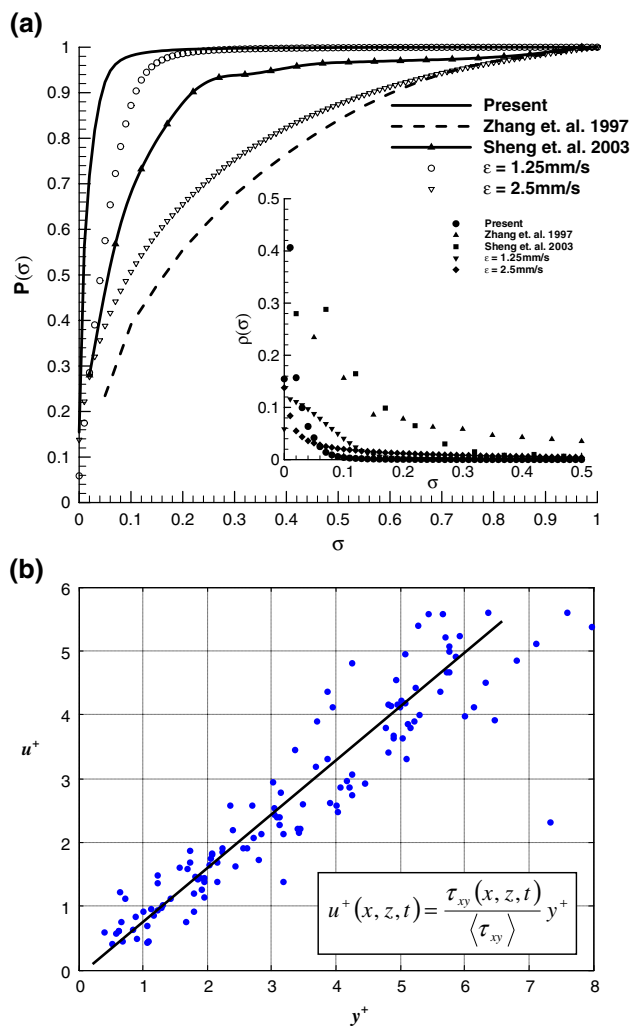 (a)
1
0.9
0.8
0.7
0.6
0.5
0.4
0.3
0.2
0.1
0
P(σ)
0
0.1
0.2
0.3
0.4
0.5
0.6
0.7
0.8
0.9
1
σ
Present
Zhang et. al. 1997
Sheng et. al. 2003
ε = 1.25mm/s
ε = 2.5mm/s
0.5
0.4
0.3
0.2
0.1
0
ρ(σ)
0
0.1
0.2
0.3
0.4
0.5
σ
Present
Zhang et. al. 1997
Sheng et. al. 2003
ε = 1.25mm/s
ε = 2.5mm/s
(b)
6
5
4
3
2
1
0
u⁺
0
1
2
3
4
5
6
7
8
y⁺
u⁺(x, z, t) = τxy(x, z, t) / ⟨τxy⟩ y⁺